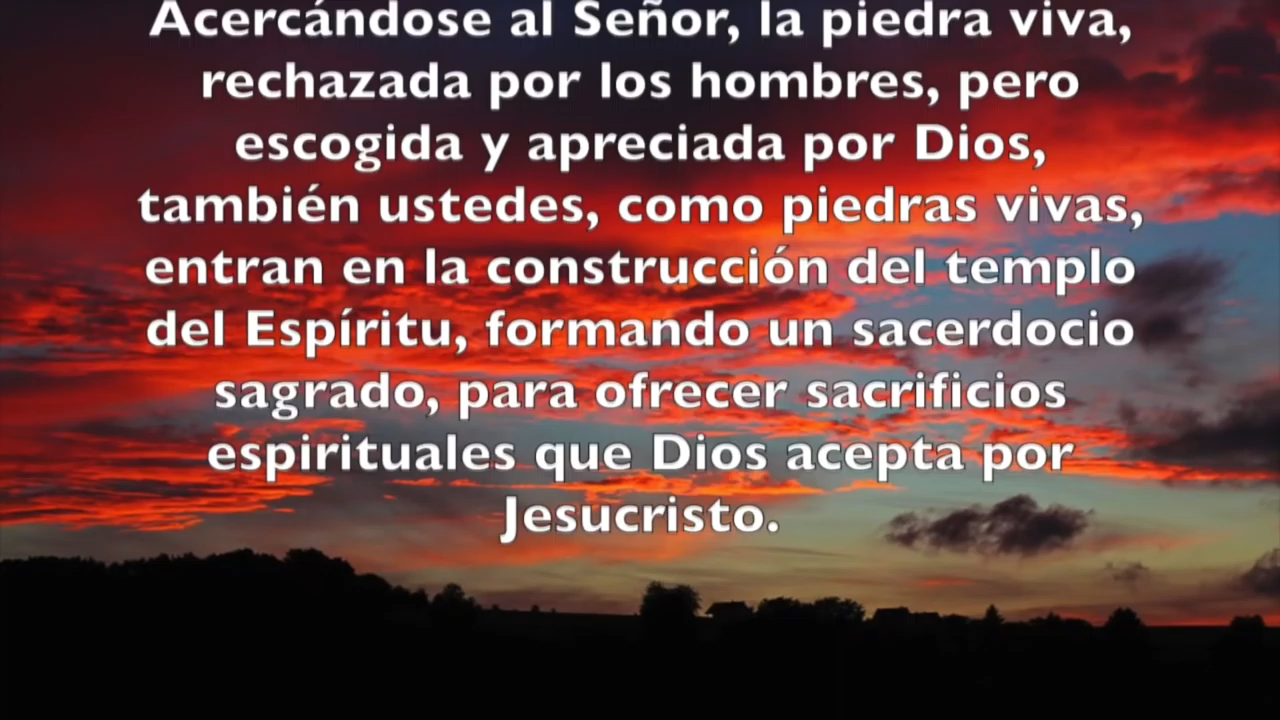 Acercándose al Señor, la piedra viva,
rechazada por los hombres, pero
escogida y apreciada por Dios,
también ustedes, como piedras vivas,
entran en la construcción del templo
del Espíritu, formando un sacerdocio
sagrado, para ofrecer sacrificios
espirituales que Dios acepta por
Jesucristo.